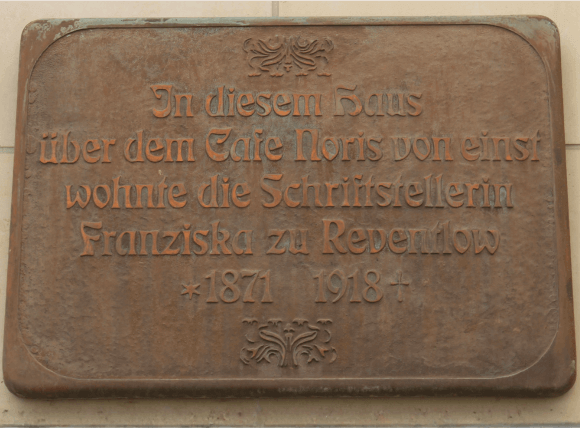 In diesem Haus
über dem Cafe Noris von einst
wohnte die Schriftstellerin
Franziska zu Reventlow
*1871 1918†